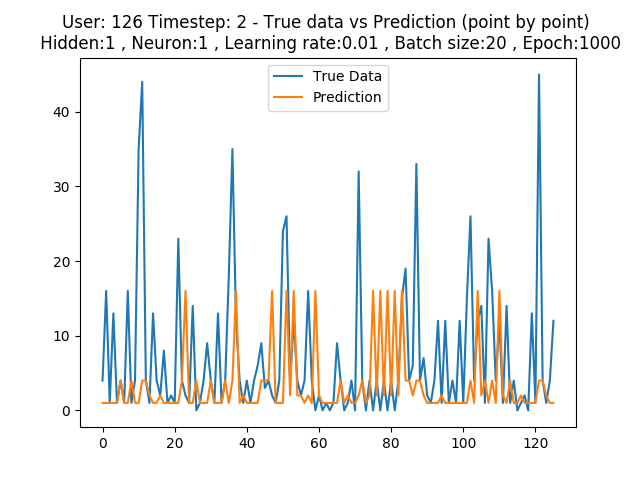 User: 126 Timestep: 2 - True data vs Prediction (point by point)
Hidden:1 , Neuron:1 , Learning rate:0.01 , Batch size:20 , Epoch:1000
True Data
Prediction
40
30
20
10
0
0 20 40 60 80 100 120